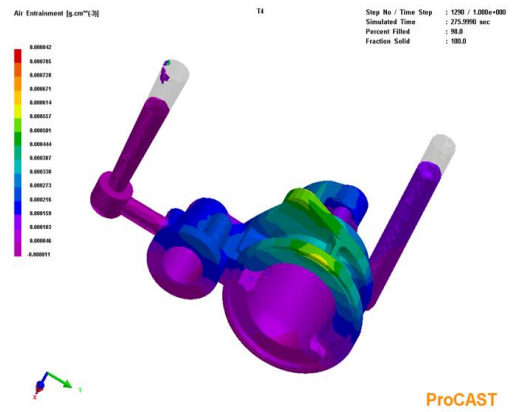 Air Entrainment [g.cm**(-3)]
T4
Step No / Time Step : 1290 / 1.000e+000
Simulated Time : 275.9990 sec
Percent Filled : 98.0
Fraction Solid : 100.0
0.000842
0.000785
0.000728
0.000671
0.000614
0.000557
0.000501
0.000444
0.000387
0.000330
0.000273
0.000216
0.000159
0.000103
0.000046
-0.000011
X
Y
ProCAST